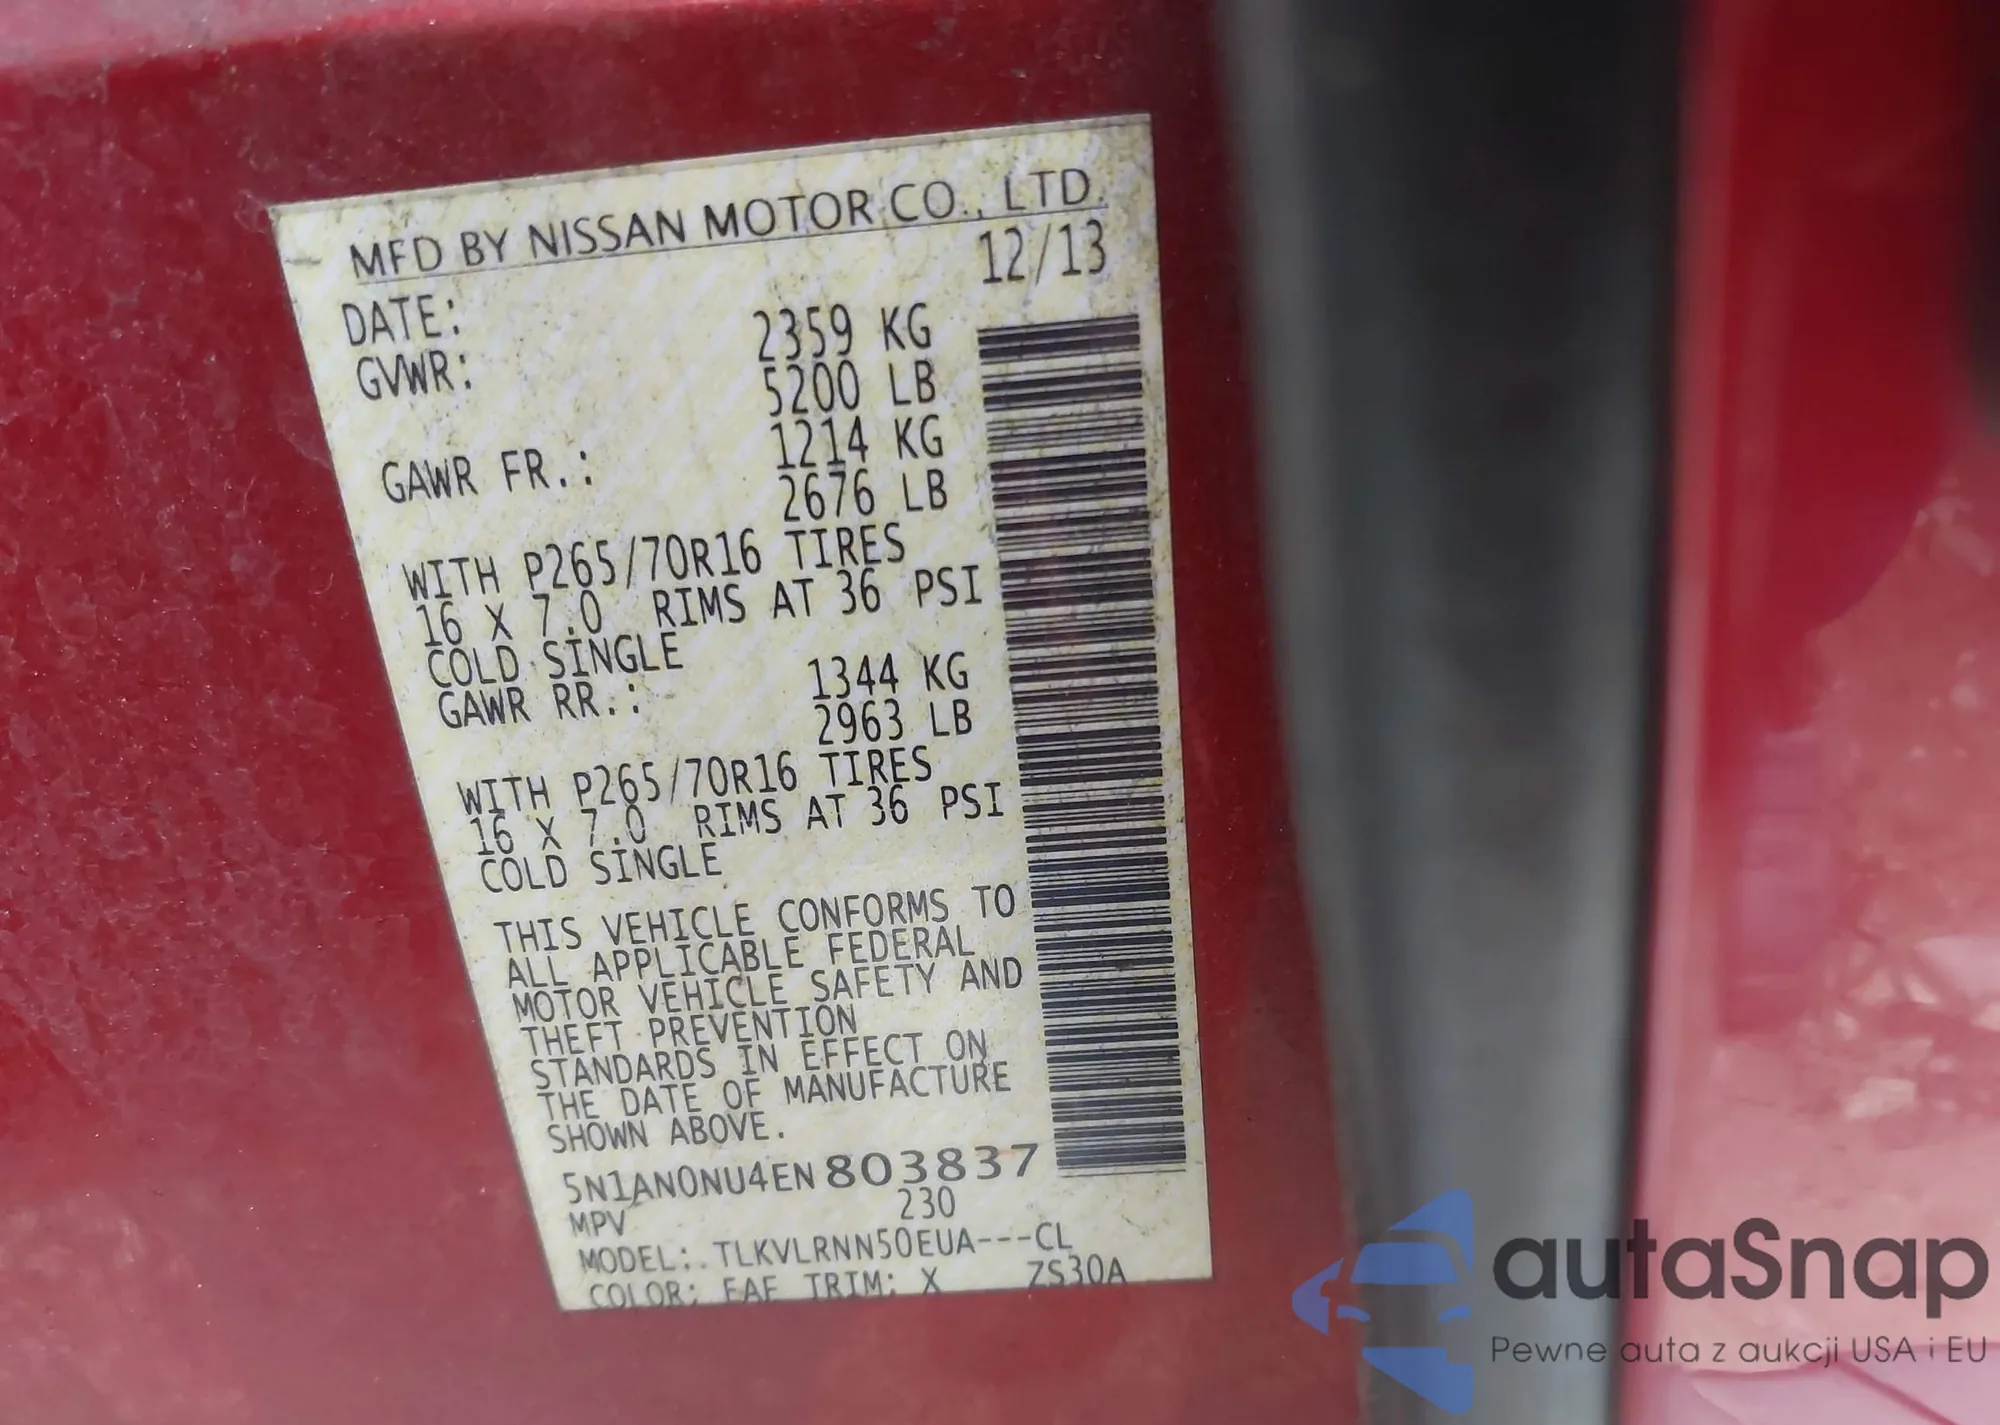 MFD BY NISSAN MOTOR CO., LTD.
DATE: 12/13
GVWR: 2359 KG
5200 LB
GAWR FR.: 1214 KG
2676 LB
WITH P265/70R16 TIRES
16 X 7.0 RIMS AT 36 PSI
COLD SINGLE
GAWR RR.: 1344 KG
2963 LB
WITH P265/70R16 TIRES
16 X 7.0 RIMS AT 36 PSI
COLD SINGLE
THIS VEHICLE CONFORMS TO
ALL APPLICABLE FEDERAL
MOTOR VEHICLE SAFETY AND
THEFT PREVENTION
STANDARDS IN EFFECT ON
THE DATE OF MANUFACTURE
SHOWN ABOVE.
5N1AN0NU4EN803837
MPV 230
MODEL:.TLKVLRNN50EUA---CL
COLOR: EAF TRIM: X ZS30A
autaSnap
Pewne auta z aukcji USA i EU